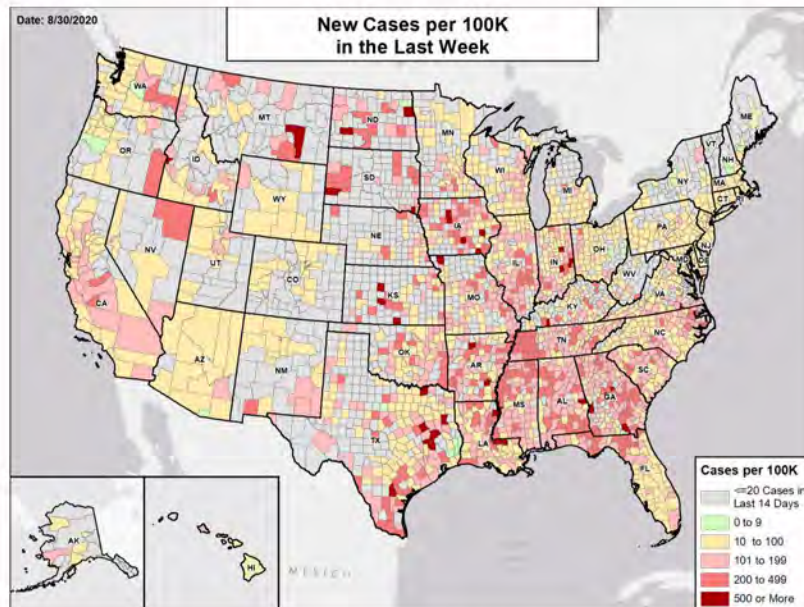 Date: 8/30/2020
New Cases per 100K
in the Last Week
WA
MT
ND
MN
ME
VT
NH
OR
ID
SD
WI
MI
NY
MA
CT
WY
IA
PA
NJ
NE
NV
UT
CO
IL
IN
OH
MD
DE
WV
VA
CA
KS
MO
KY
NC
TN
AZ
NM
OK
AR
SC
MS
AL
GA
TX
LA
FL
AK
HI
MEXICO
Cases per 100K
<=20 Cases in
Last 14 Days
0 to 9
10 to 100
101 to 199
200 to 499
500 or More